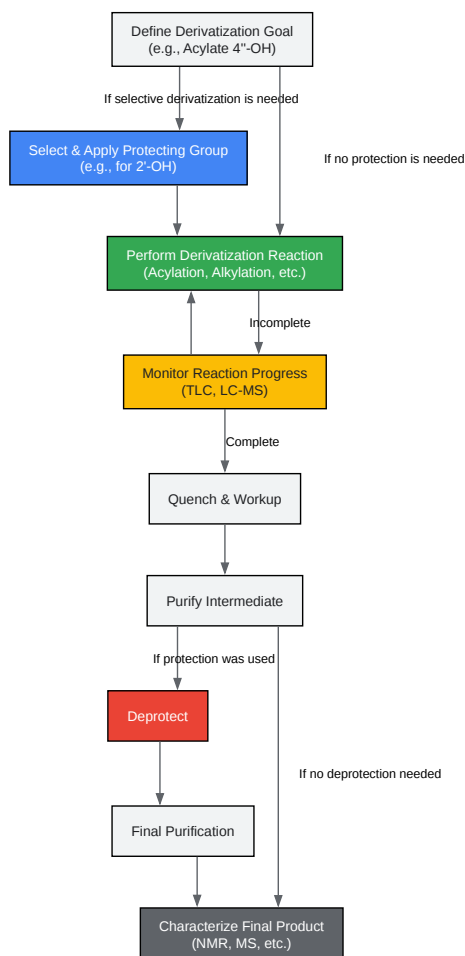 Define Derivatization Goal
(e.g., Acylate 4''-OH)
If selective derivatization is needed
Select & Apply Protecting Group
(e.g., for 2'-OH)
If no protection is needed
Perform Derivatization Reaction
(Acylation, Alkylation, etc.)
Incomplete
Monitor Reaction Progress
(TLC, LC-MS)
Complete
Quench & Workup
Purify Intermediate
If protection was used
Deprotect
If no deprotection needed
Final Purification
Characterize Final Product
(NMR, MS, etc.)